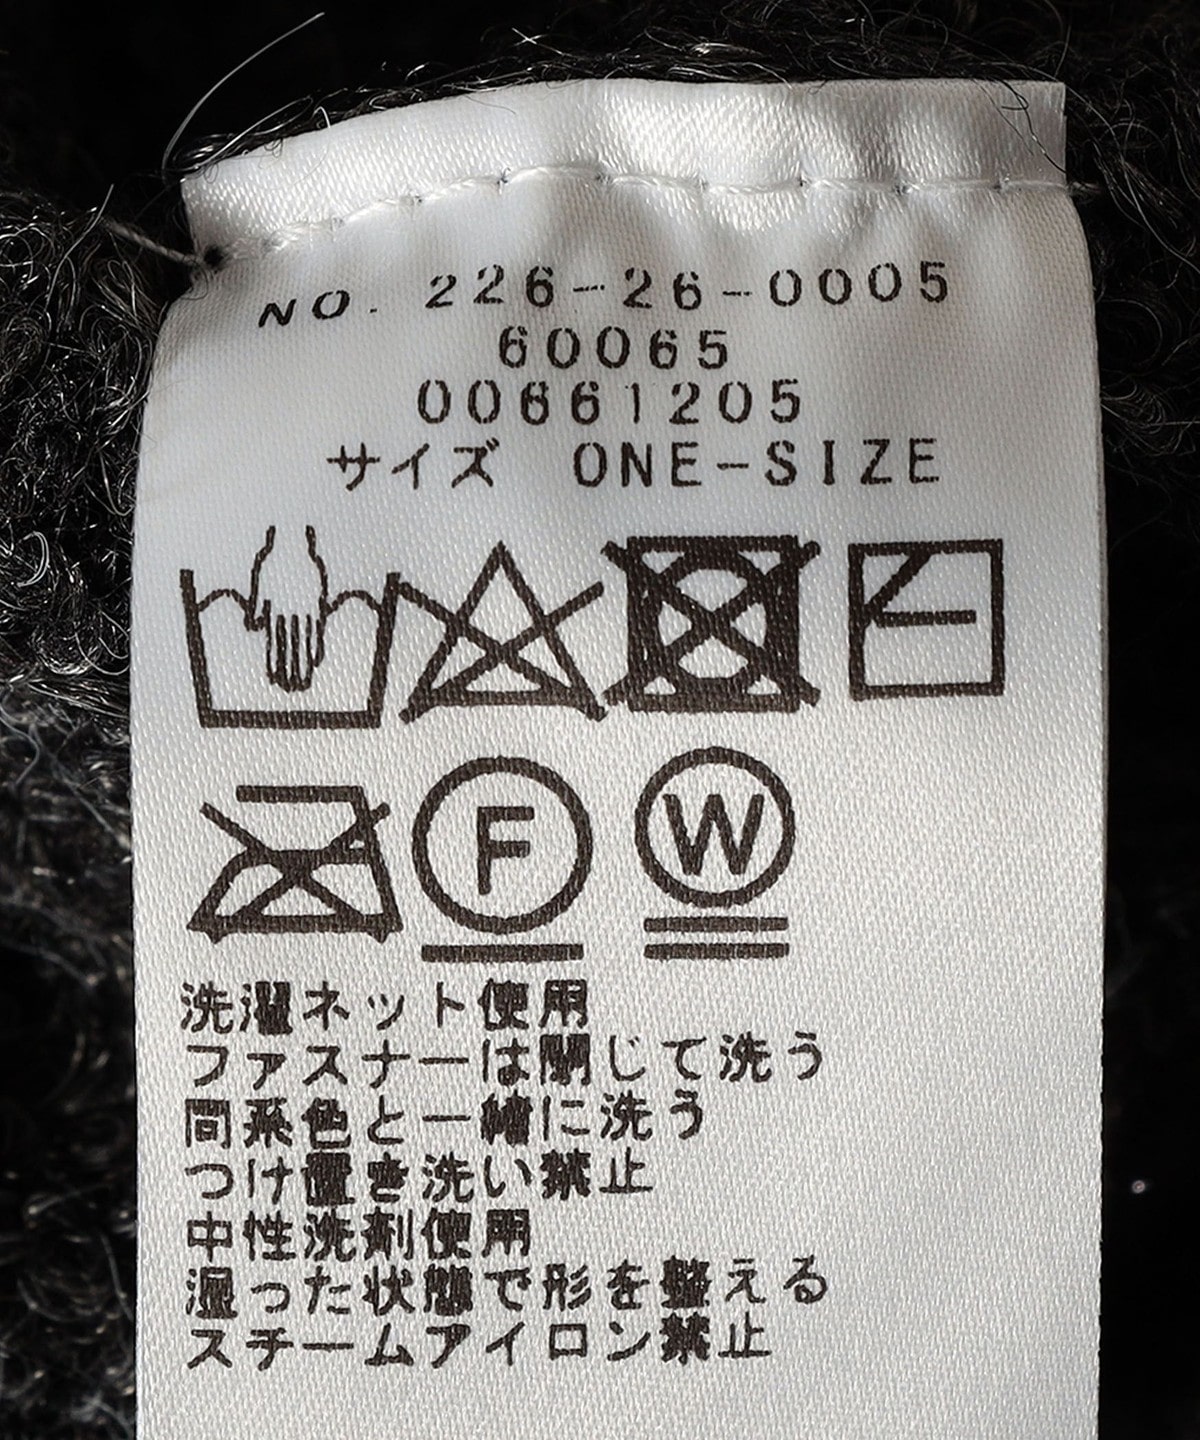 NO. 226-26-0005
60065
00661205
サイズ ONE-SIZE
F W
洗濯ネット使用
ファスナーは閉じて洗う
同系色と一緒に洗う
つけ置き洗い禁止
中性洗剤使用
湿った状態で形を整える
スチームアイロン禁止